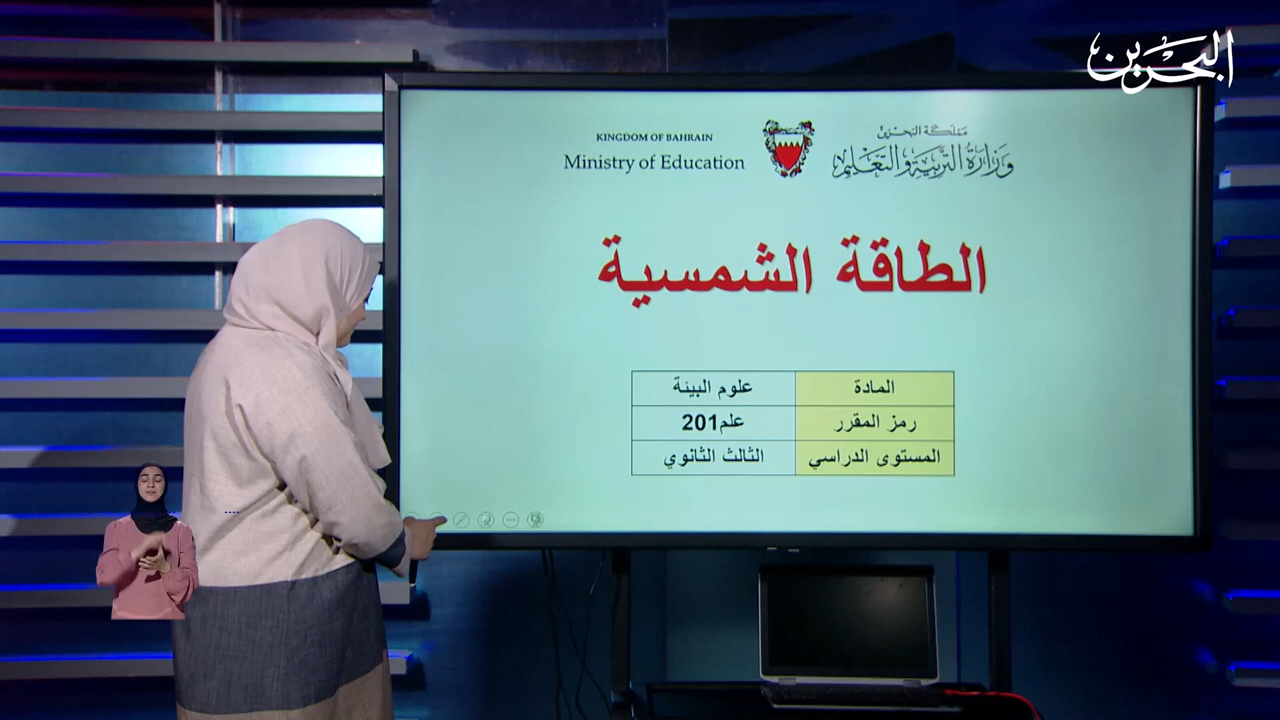 البحرين
KINGDOM OF BAHRAIN
Ministry of Education
مملكة البحرين
وزارة التربية والتعليم
الطاقة الشمسية
المادة علوم البيئة
رمز المقرر علم201
المستوى الدراسي الثالث الثانوي